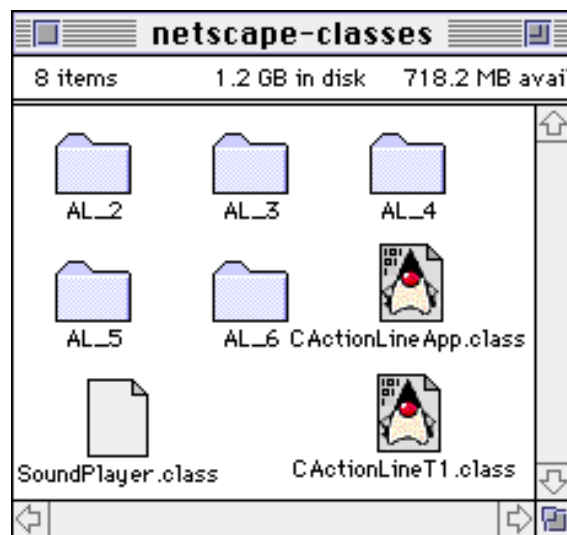 netscape-classes
8 items 1.2 GB in disk 718.2 MB avai
AL_2 AL_3 AL_4
AL_5 AL_6 CActionLineApp.class
SoundPlayer.class CActionLineT1.class